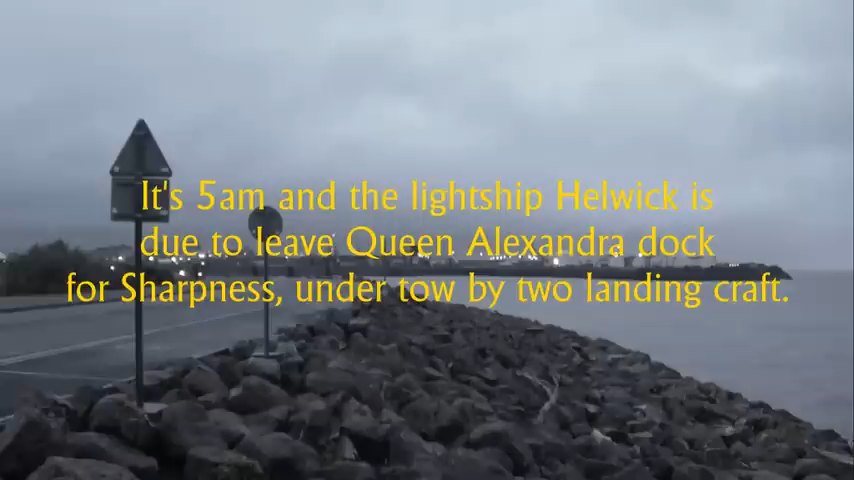 It's 5am and the lightship Helwick is
due to leave Queen Alexandra dock
for Sharpness, under tow by two landing craft.